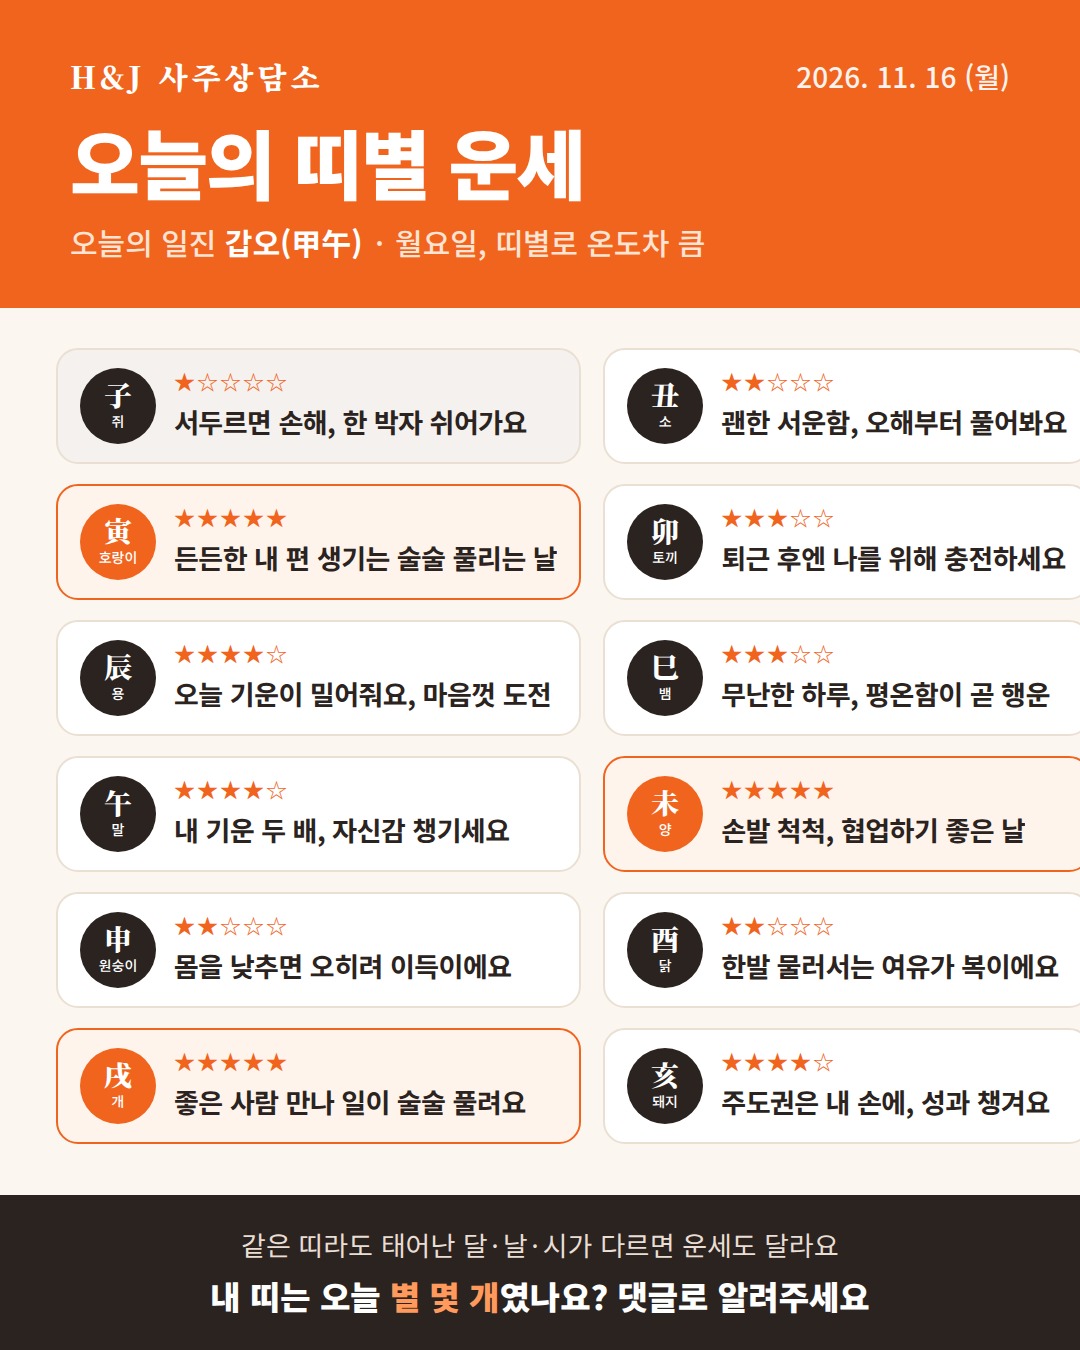 H&J 사주상담소
2026. 11. 16 (월)
오늘의 띠별 운세
오늘의 일진 갑오(甲午) · 월요일, 띠별로 온도차 큼
子
쥐
★☆☆☆☆
서두르면 손해, 한 박자 쉬어가요
丑
소
★★☆☆☆
괜한 서운함, 오해부터 풀어봐요
寅
호랑이
★★★★★
든든한 내 편 생기는 술술 풀리는 날
卯
토끼
★★★☆☆
퇴근 후엔 나를 위해 충전하세요
辰
용
★★★★☆
오늘 기운이 밀어줘요, 마음껏 도전
巳
뱀
★★★☆☆
무난한 하루, 평온함이 곧 행운
午
말
★★★★☆
내 기운 두 배, 자신감 챙기세요
未
양
★★★★★
손발 척척, 협업하기 좋은 날
申
원숭이
★★☆☆☆
몸을 낮추면 오히려 이득이에요
酉
닭
★★☆☆☆
한발 물러서는 여유가 복이에요
戌
개
★★★★★
좋은 사람 만나 일이 술술 풀려요
亥
돼지
★★★★☆
주도권은 내 손에, 성과 챙겨요
같은 띠라도 태어난 달·날·시가 다르면 운세도 달라요
내 띠는 오늘 별 몇 개였나요? 댓글로 알려주세요